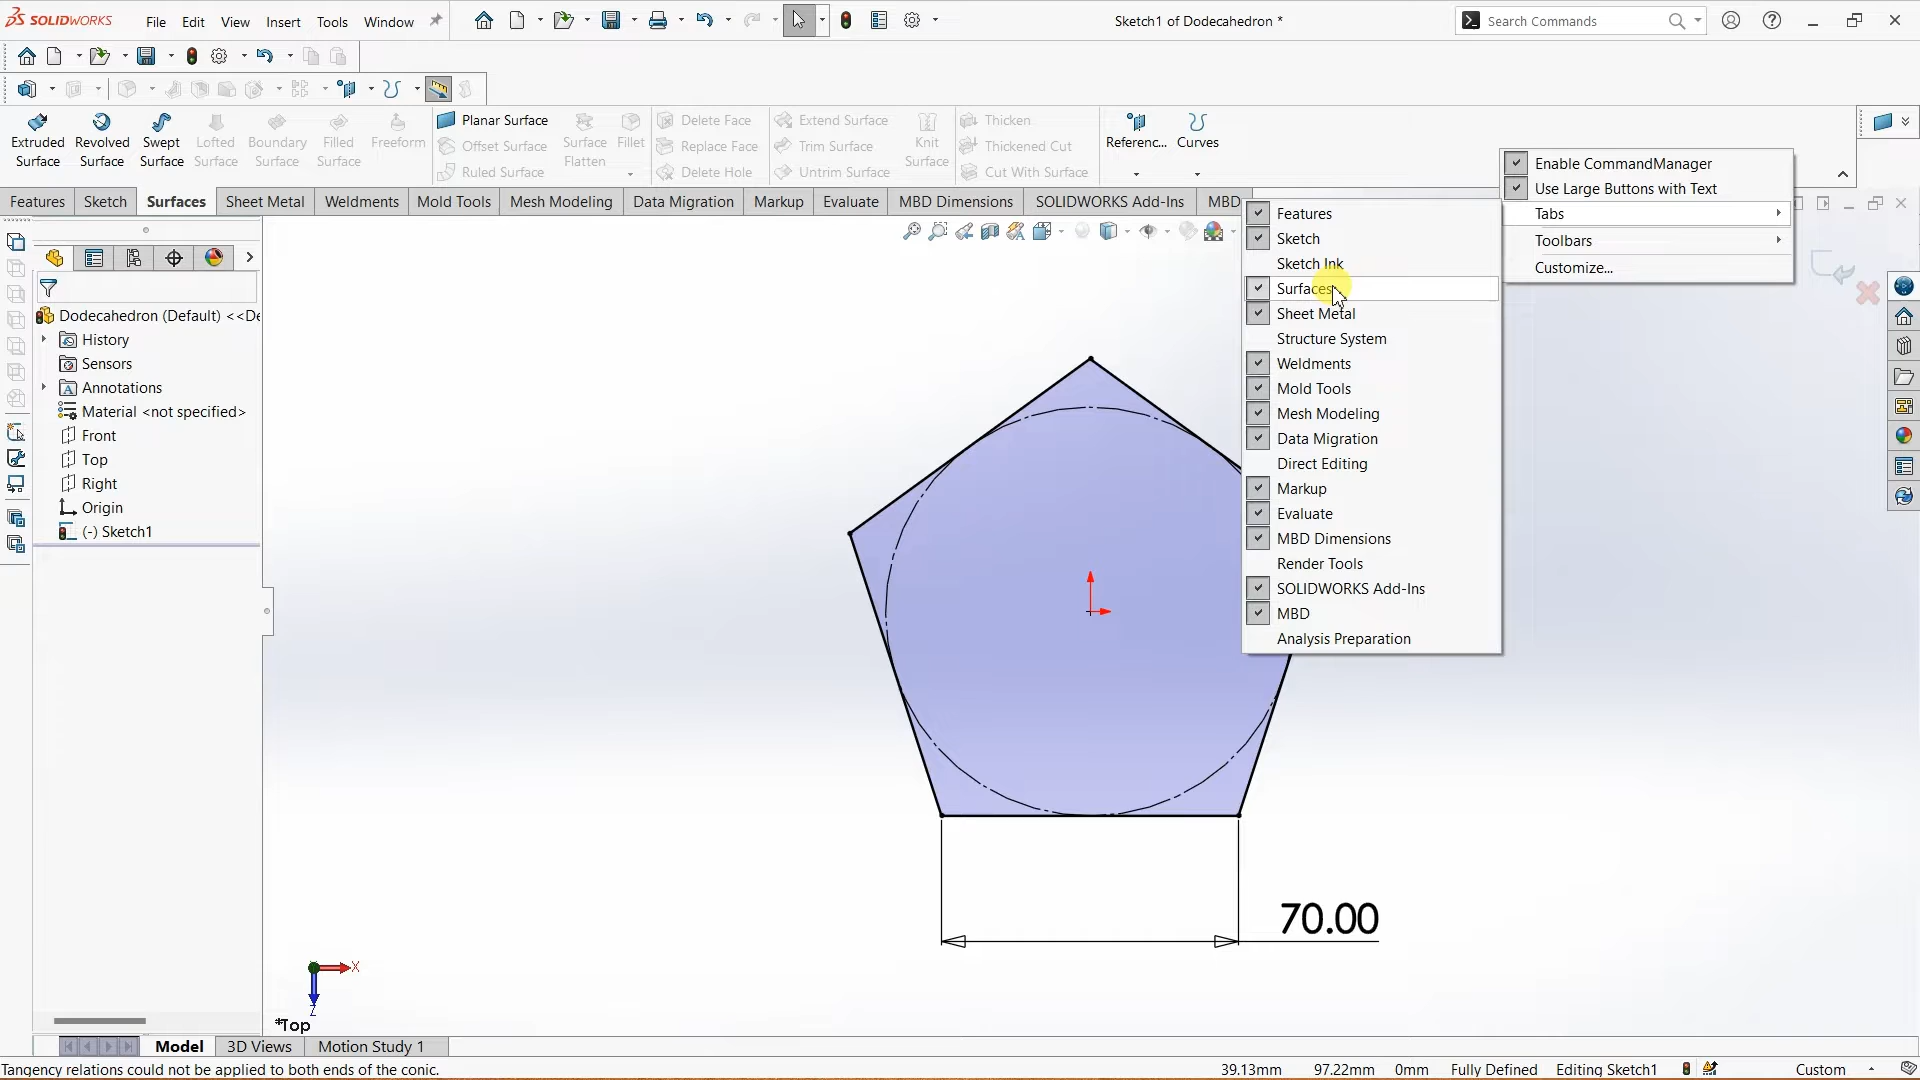 SOLIDWORKS File Edit View Insert Tools Window Sketch1 of Dodecahedron * Search Commands
Extruded Surface
Revolved Surface
Swept Surface
Lofted Surface
Boundary Surface
Filled Surface
Freeform
Planar Surface
Offset Surface
Ruled Surface
Surface Flatten
Fillet
Delete Face
Replace Face
Delete Hole
Extend Surface
Trim Surface
Untrim Surface
Knit Surface
Thicken
Thickened Cut
Cut With Surface
Referenc...
Curves
Features Sketch Surfaces Sheet Metal Weldments Mold Tools Mesh Modeling Data Migration Markup Evaluate MBD Dimensions SOLIDWORKS Add-Ins MBD
Enable CommandManager
Use Large Buttons with Text
Tabs
Toolbars
Customize...
Features
Sketch
Sketch Ink
Surfaces
Sheet Metal
Structure System
Weldments
Mold Tools
Mesh Modeling
Data Migration
Direct Editing
Markup
Evaluate
MBD Dimensions
Render Tools
SOLIDWORKS Add-Ins
MBD
Analysis Preparation
Dodecahedron (Default) <<De
History
Sensors
Annotations
Material <not specified>
Front
Top
Right
Origin
(-) Sketch1
70.00
X
Z
*Top
Model 3D Views Motion Study 1
Tangency relations could not be applied to both ends of the conic. 39.13mm 97.22mm 0mm Fully Defined Editing Sketch1 Custom